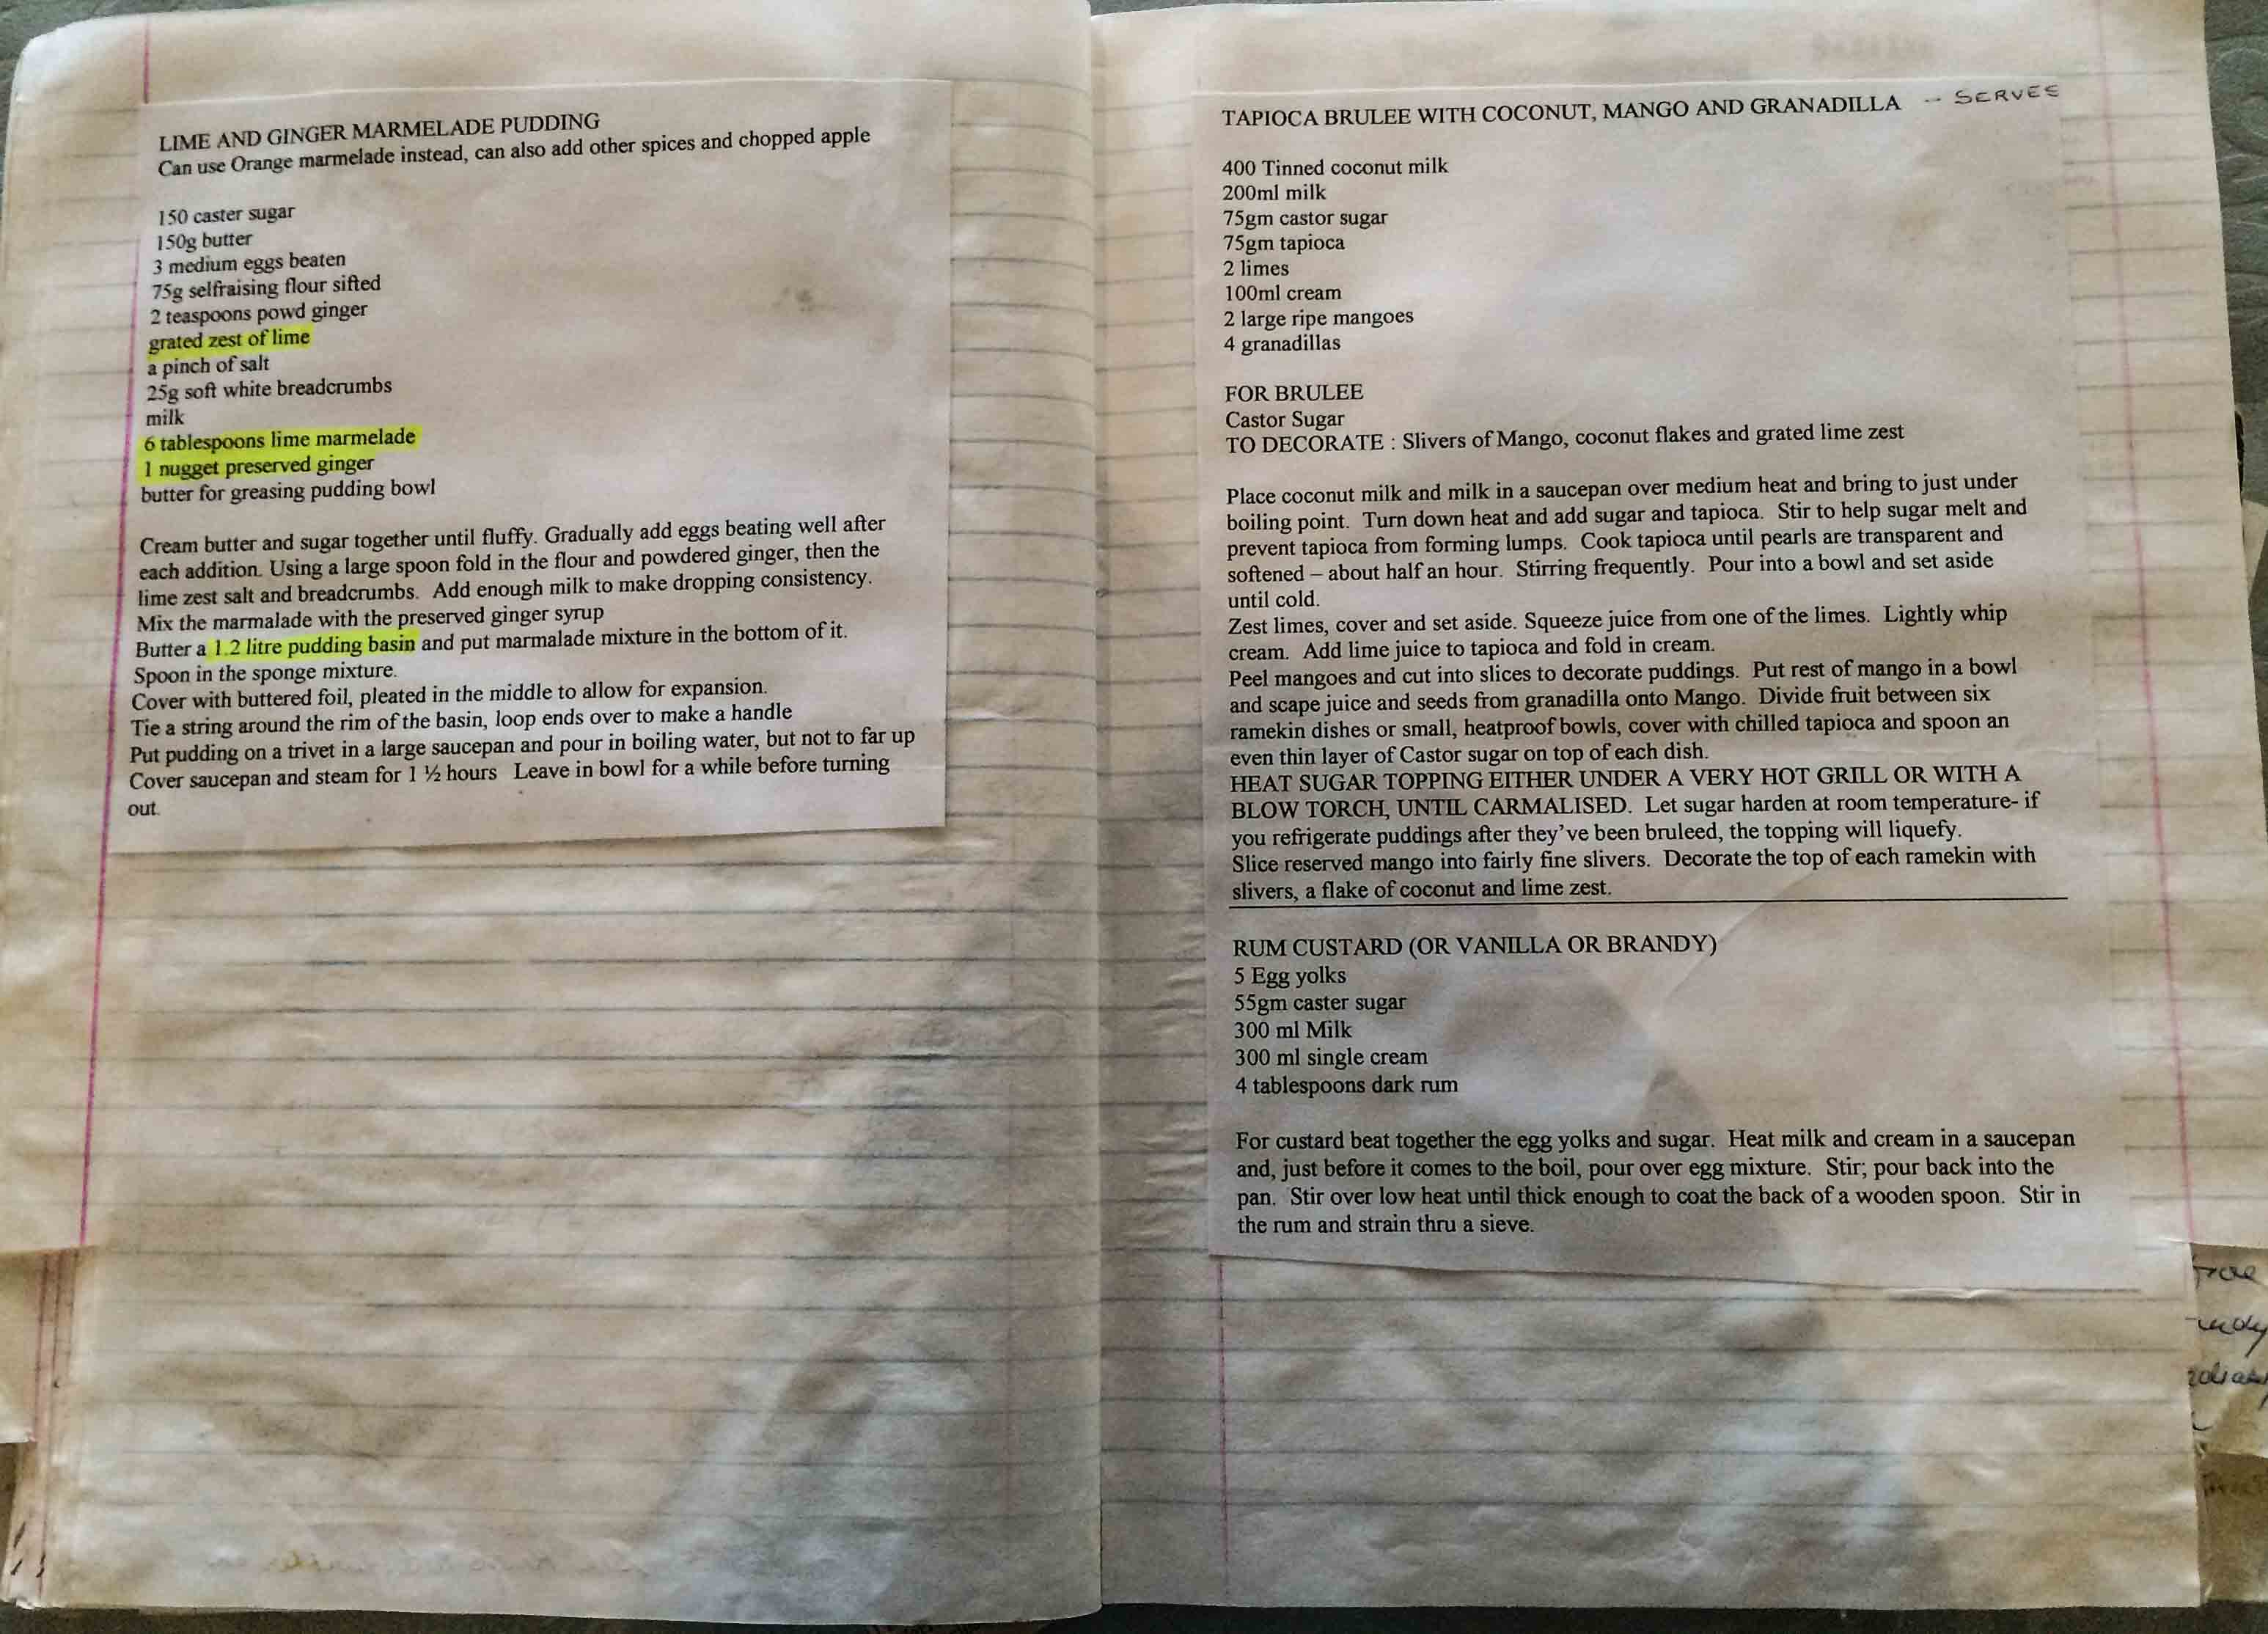 LIME AND GINGER MARMELADE PUDDING
Can use Orange marmelade instead, can also add other spices and chopped apple
150 caster sugar
150g butter
3 medium eggs beaten
75g selfraising flour sifted
2 teaspoons powd ginger
grated zest of lime
a pinch of salt
25g soft white breadcrumbs
milk
6 tablespoons lime marmelade
1 nugget preserved ginger
butter for greasing pudding bowl
Cream butter and sugar together until fluffy. Gradually add eggs beating well after
each addition. Using a large spoon fold in the flour and powdered ginger, then the
lime zest salt and breadcrumbs. Add enough milk to make dropping consistency.
Mix the marmalade with the preserved ginger syrup
Butter a 1.2 litre pudding basin and put marmalade mixture in the bottom of it.
Spoon in the sponge mixture.
Cover with buttered foil, pleated in the middle to allow for expansion.
Tie a string around the rim of the basin, loop ends over to make a handle
Put pudding on a trivet in a large saucepan and pour in boiling water, but not to far up
Cover saucepan and steam for 1 ½ hours Leave in bowl for a while before turning
out.
TAPIOCA BRULEE WITH COCONUT, MANGO AND GRANADILLA - SERVES
400 Tinned coconut milk
200ml milk
75gm castor sugar
75gm tapioca
2 limes
100ml cream
2 large ripe mangoes
4 granadillas
FOR BRULEE
Castor Sugar
TO DECORATE : Slivers of Mango, coconut flakes and grated lime zest
Place coconut milk and milk in a saucepan over medium heat and bring to just under
boiling point. Turn down heat and add sugar and tapioca. Stir to help sugar melt and
prevent tapioca from forming lumps. Cook tapioca until pearls are transparent and
softened – about half an hour. Stirring frequently. Pour into a bowl and set aside
until cold.
Zest limes, cover and set aside. Squeeze juice from one of the limes. Lightly whip
cream. Add lime juice to tapioca and fold in cream.
Peel mangoes and cut into slices to decorate puddings. Put rest of mango in a bowl
and scape juice and seeds from granadilla onto Mango. Divide fruit between six
ramekin dishes or small, heatproof bowls, cover with chilled tapioca and spoon an
even thin layer of Castor sugar on top of each dish.
HEAT SUGAR TOPPING EITHER UNDER A VERY HOT GRILL OR WITH A
BLOW TORCH, UNTIL CARMALISED. Let sugar harden at room temperature- if
you refrigerate puddings after they've been bruleed, the topping will liquefy.
Slice reserved mango into fairly fine slivers. Decorate the top of each ramekin with
slivers, a flake of coconut and lime zest.
RUM CUSTARD (OR VANILLA OR BRANDY)
5 Egg yolks
55gm caster sugar
300 ml Milk
300 ml single cream
4 tablespoons dark rum
For custard beat together the egg yolks and sugar. Heat milk and cream in a saucepan
and, just before it comes to the boil, pour over egg mixture. Stir; pour back into the
pan. Stir over low heat until thick enough to coat the back of a wooden spoon. Stir in
the rum and strain thru a sieve.